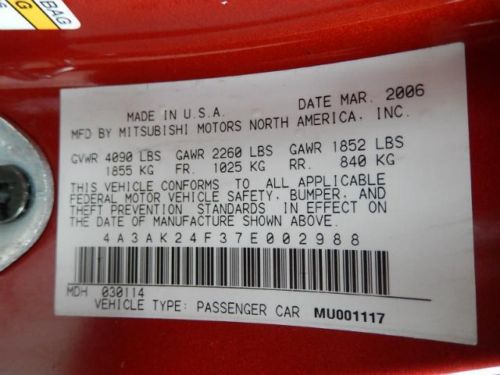 BAG
MADE IN U.S.A. DATE MAR. 2006
MFD BY MITSUBISHI MOTORS NORTH AMERICA, INC.
GVWR 4090 LBS GAWR 2260 LBS GAWR 1852 LBS
1855 KG FR. 1025 KG RR. 840 KG
THIS VEHICLE CONFORMS TO ALL APPLICABLE
FEDERAL MOTOR VEHICLE SAFETY, BUMPER, AND
THEFT PREVENTION STANDARDS IN EFFECT ON
THE DATE OF MANUFACTURE SHOWN ABOVE.
4A3AK24F37E002988
MDH 030114
VEHICLE TYPE: PASSENGER CAR MU001117